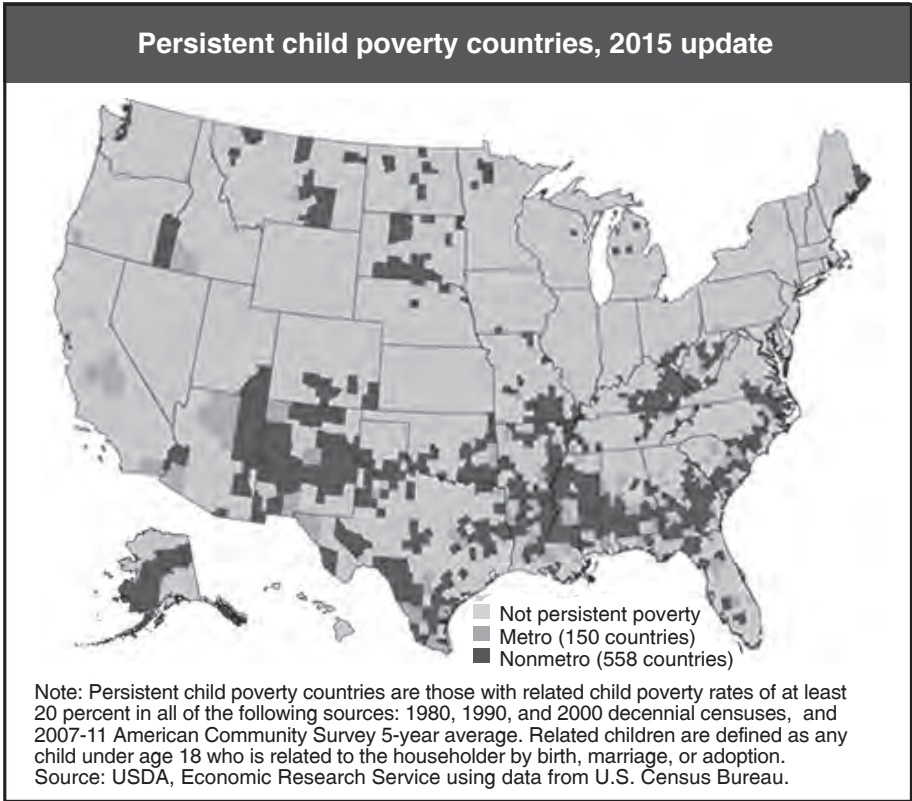 Persistent child poverty countries, 2015 update
Not persistent poverty
Metro (150 countries)
Nonmetro (558 countries)
Note: Persistent child poverty countries are those with related child poverty rates of at least
20 percent in all of the following sources: 1980, 1990, and 2000 decennial censuses, and
2007-11 American Community Survey 5-year average. Related children are defined as any
child under age 18 who is related to the householder by birth, marriage, or adoption.
Source: USDA, Economic Research Service using data from U.S. Census Bureau.